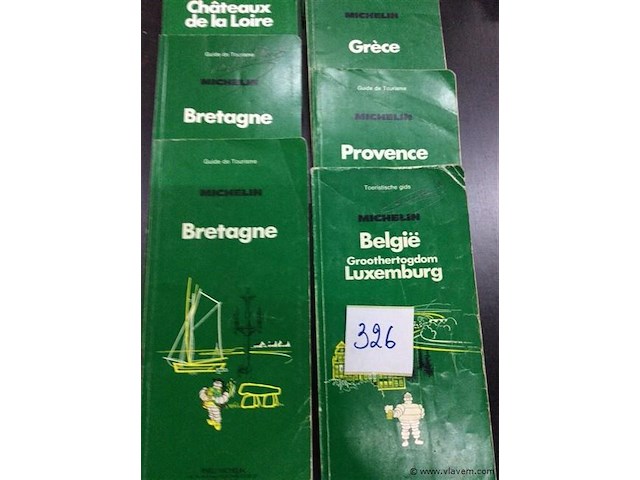 Châteaux
de la Loire
Guide de Tourisme
MICHELIN
Bretagne
Guide de Tourisme
MICHELIN
Bretagne
MICHELIN
Grèce
Guide de Tourisme
MICHELIN
Provence
Toeristische gids
MICHELIN
België
Groothertogdom
Luxemburg
326
© www.vlavem.com